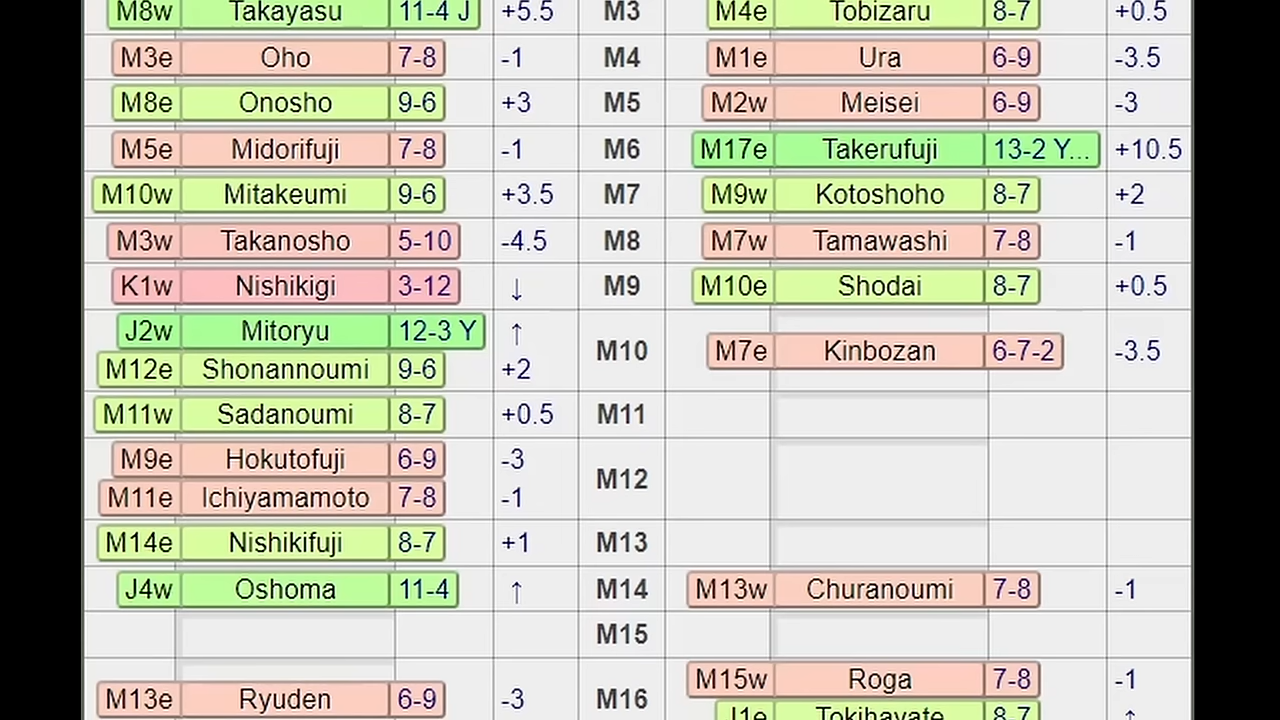 M8w Takayasu 11-4 J +5.5 M3 M4e Tobizaru 8-7 +0.5
M3e Oho 7-8 -1 M4 M1e Ura 6-9 -3.5
M8e Onosho 9-6 +3 M5 M2w Meisei 6-9 -3
M5e Midorifuji 7-8 -1 M6 M17e Takerufuji 13-2 Y... +10.5
M10w Mitakeumi 9-6 +3.5 M7 M9w Kotoshoho 8-7 +2
M3w Takanosho 5-10 -4.5 M8 M7w Tamawashi 7-8 -1
K1w Nishikigi 3-12 ↓ M9 M10e Shodai 8-7 +0.5
J2w Mitoryu 12-3 Y ↑
M12e Shonannoumi 9-6 +2 M10 M7e Kinbozan 6-7-2 -3.5
M11w Sadanoumi 8-7 +0.5 M11
M9e Hokutofuji 6-9 -3
M11e Ichiyamamoto 7-8 -1 M12
M14e Nishikifuji 8-7 +1 M13
J4w Oshoma 11-4 ↑ M14 M13w Churanoumi 7-8 -1
M15
M13e Ryuden 6-9 -3 M16 M15w Roga 7-8 -1
J1e Tokihayate 8-7 ↑